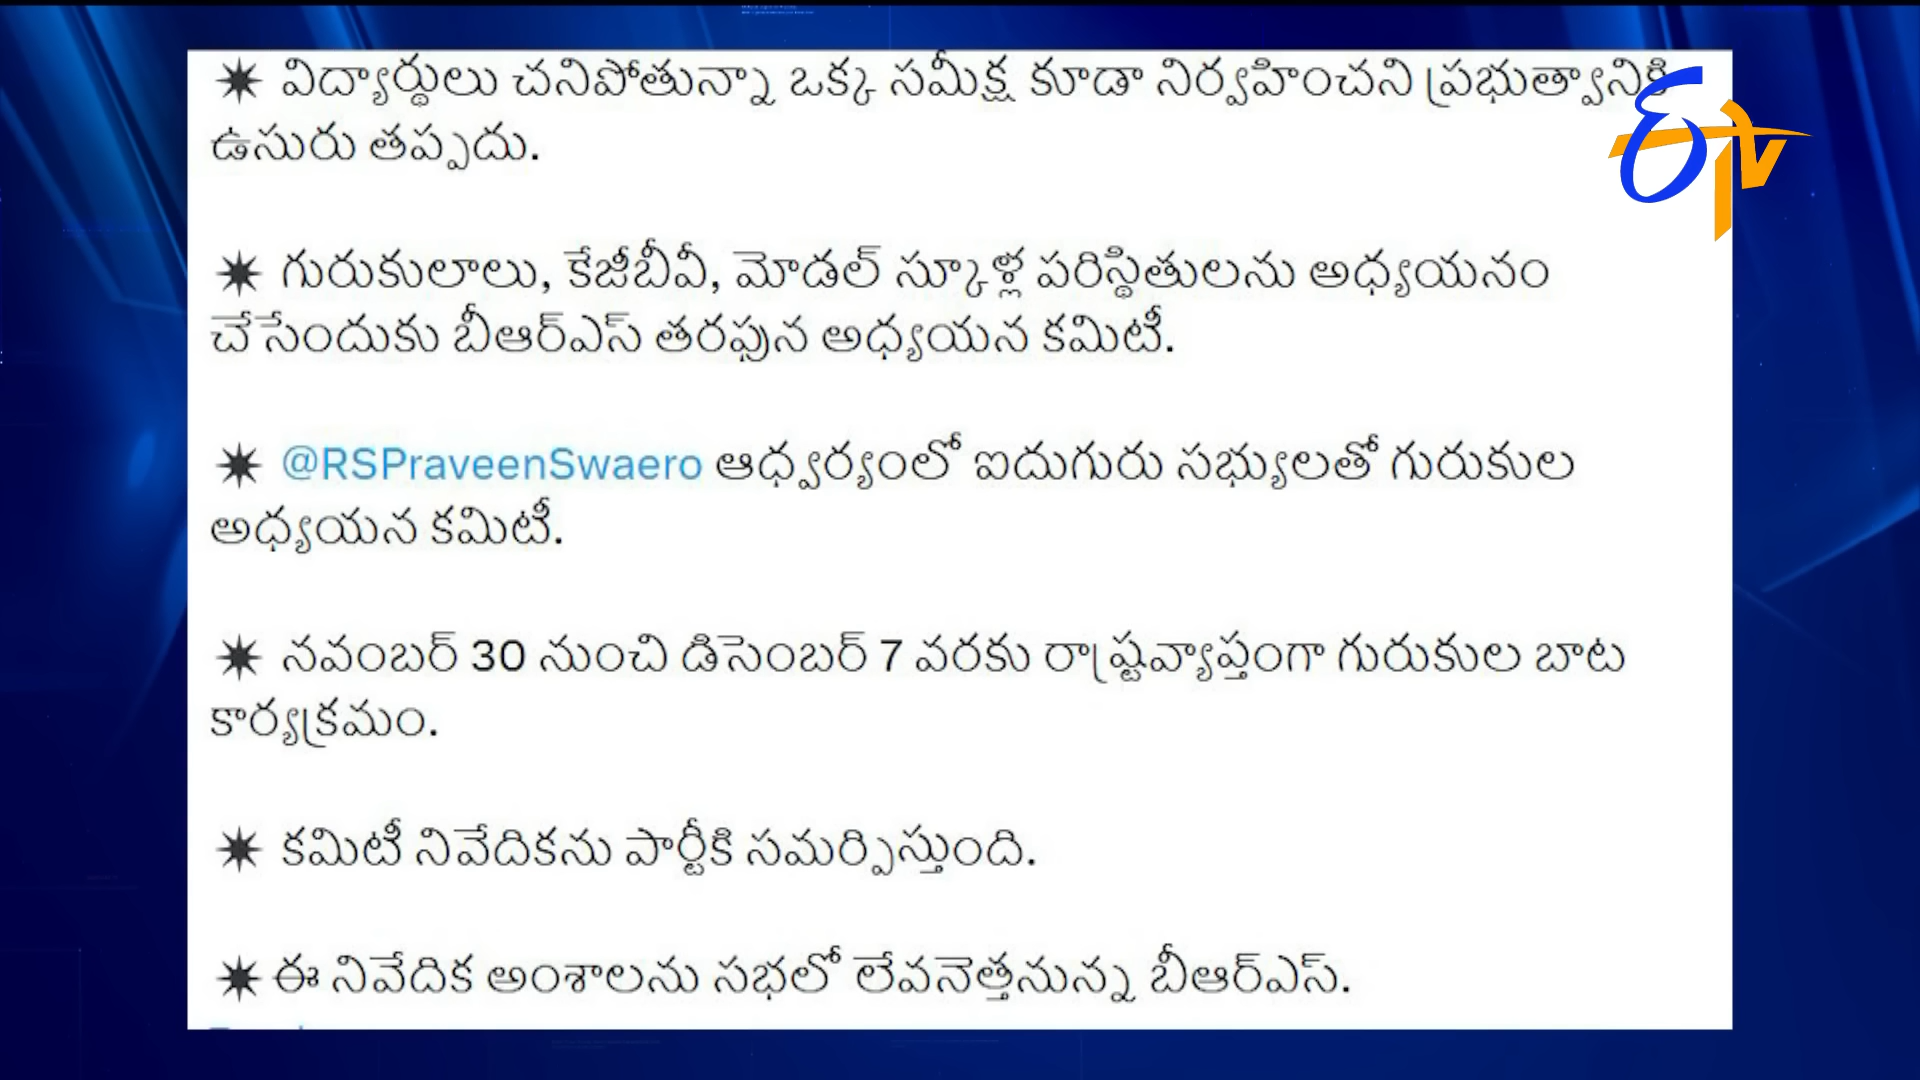 ✷ విద్యార్థులు చనిపోతున్నా ఒక్క సమీక్ష కూడా నిర్వహించని ప్రభుత్వానికి
ఉసురు తప్పదు.
✷ గురుకులాలు, కేజీబీవీ, మోడల్ స్కూళ్ల పరిస్థితులను అధ్యయనం
చేసేందుకు బీఆర్ఎస్ తరఫున అధ్యయన కమిటీ.
✷ @RSPraveenSwaero ఆధ్వర్యంలో ఐదుగురు సభ్యులతో గురుకుల
అధ్యయన కమిటీ.
✷ నవంబర్ 30 నుంచి డిసెంబర్ 7 వరకు రాష్ట్రవ్యాప్తంగా గురుకుల బాట
కార్యక్రమం.
✷ కమిటీ నివేదికను పార్టీకి సమర్పిస్తుంది.
✷ ఈ నివేదిక అంశాలను సభలో లేవనెత్తనున్న బీఆర్ఎస్.
ETV